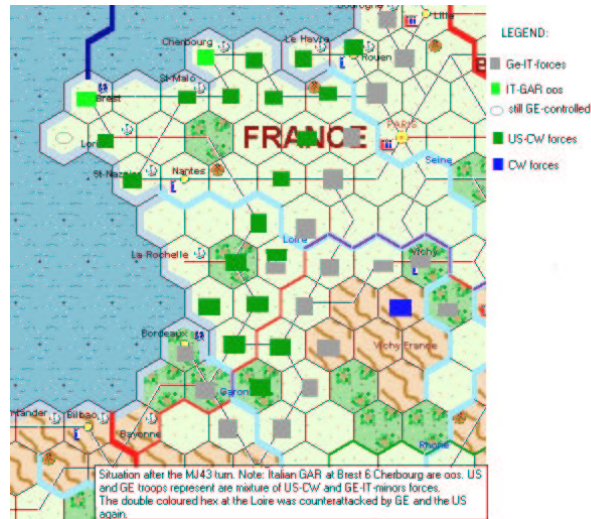 Boulogne
Lille
LEGEND:
Cherbourg
Le Havre
Rouen
Ge-IT-forces
St-Malo
IT-GAR oos
Brest
still GE-controlled
FRANCE
PARIS
US-CW forces
Lori
Seine
St-Nazaire
Nantes
CW forces
Loire
La Rochelle
Vichy
Bordeaux
Vichy France
Garon
ntander
Bilbao
Bayonne
Rhone
Situation after the MJ43 turn. Note: Italian GAR at Brest & Cherbourg are oos. US
and GE troops represent are mixture of US-CW and GE-IT-minors forces.
The double coloured hex at the Loire was counterattacked by GE and the US
again.